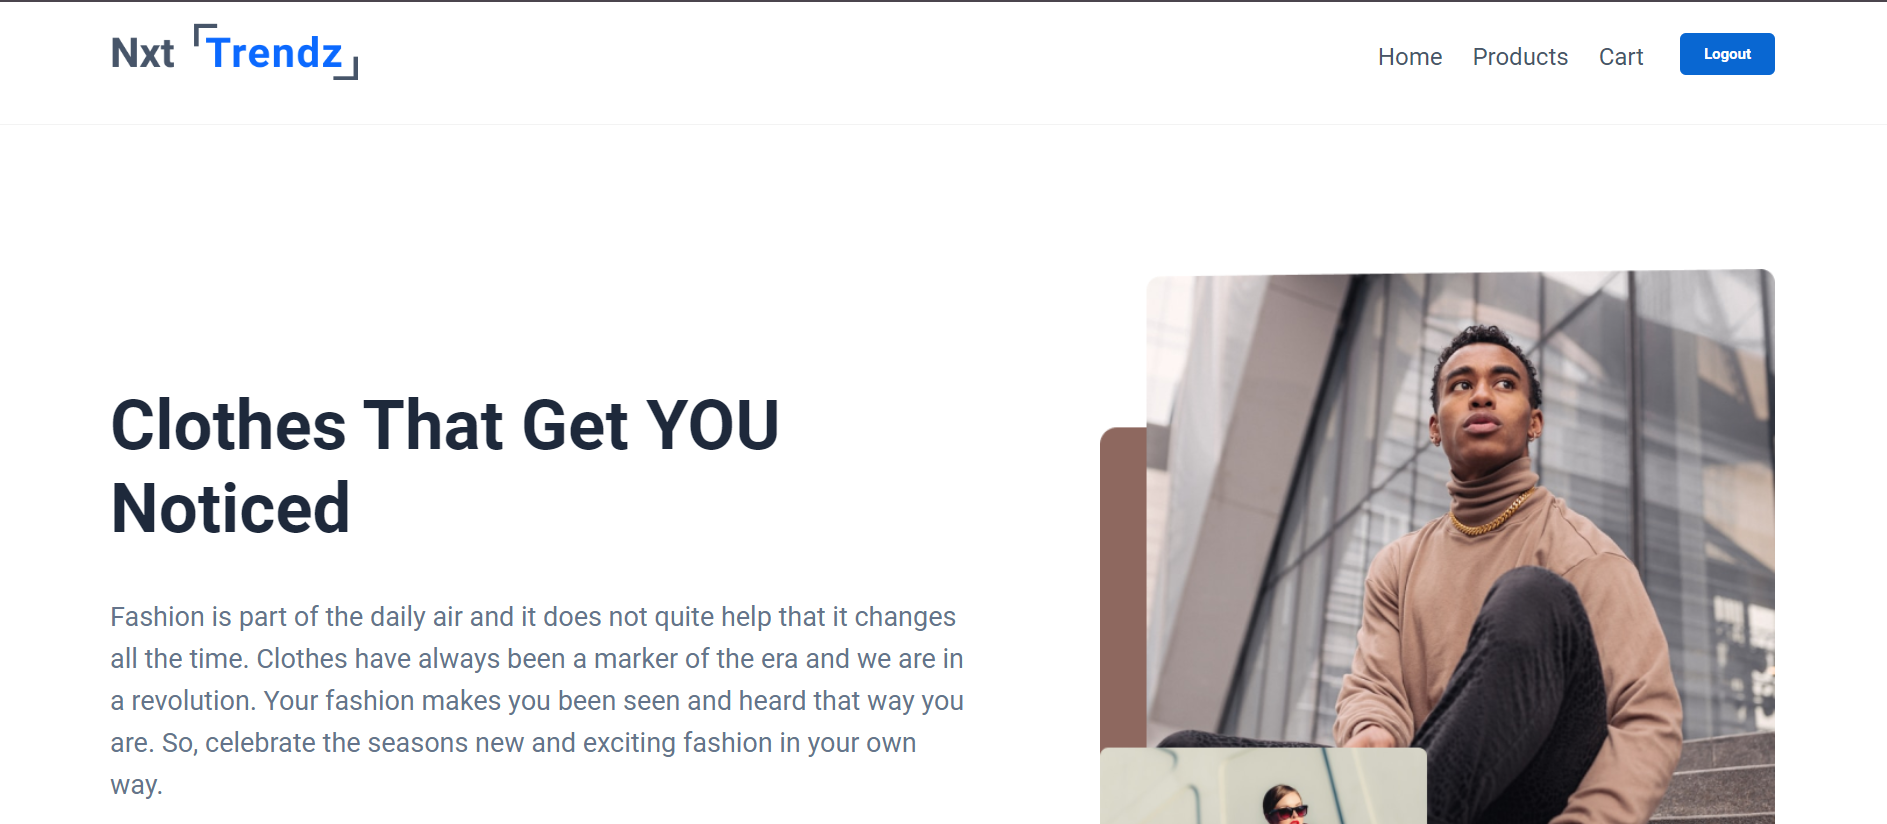 Nxt Trendz
Home Products Cart Logout
Clothes That Get YOU
Noticed
Fashion is part of the daily air and it does not quite help that it changes
all the time. Clothes have always been a marker of the era and we are in
a revolution. Your fashion makes you been seen and heard that way you
are. So, celebrate the seasons new and exciting fashion in your own
way.